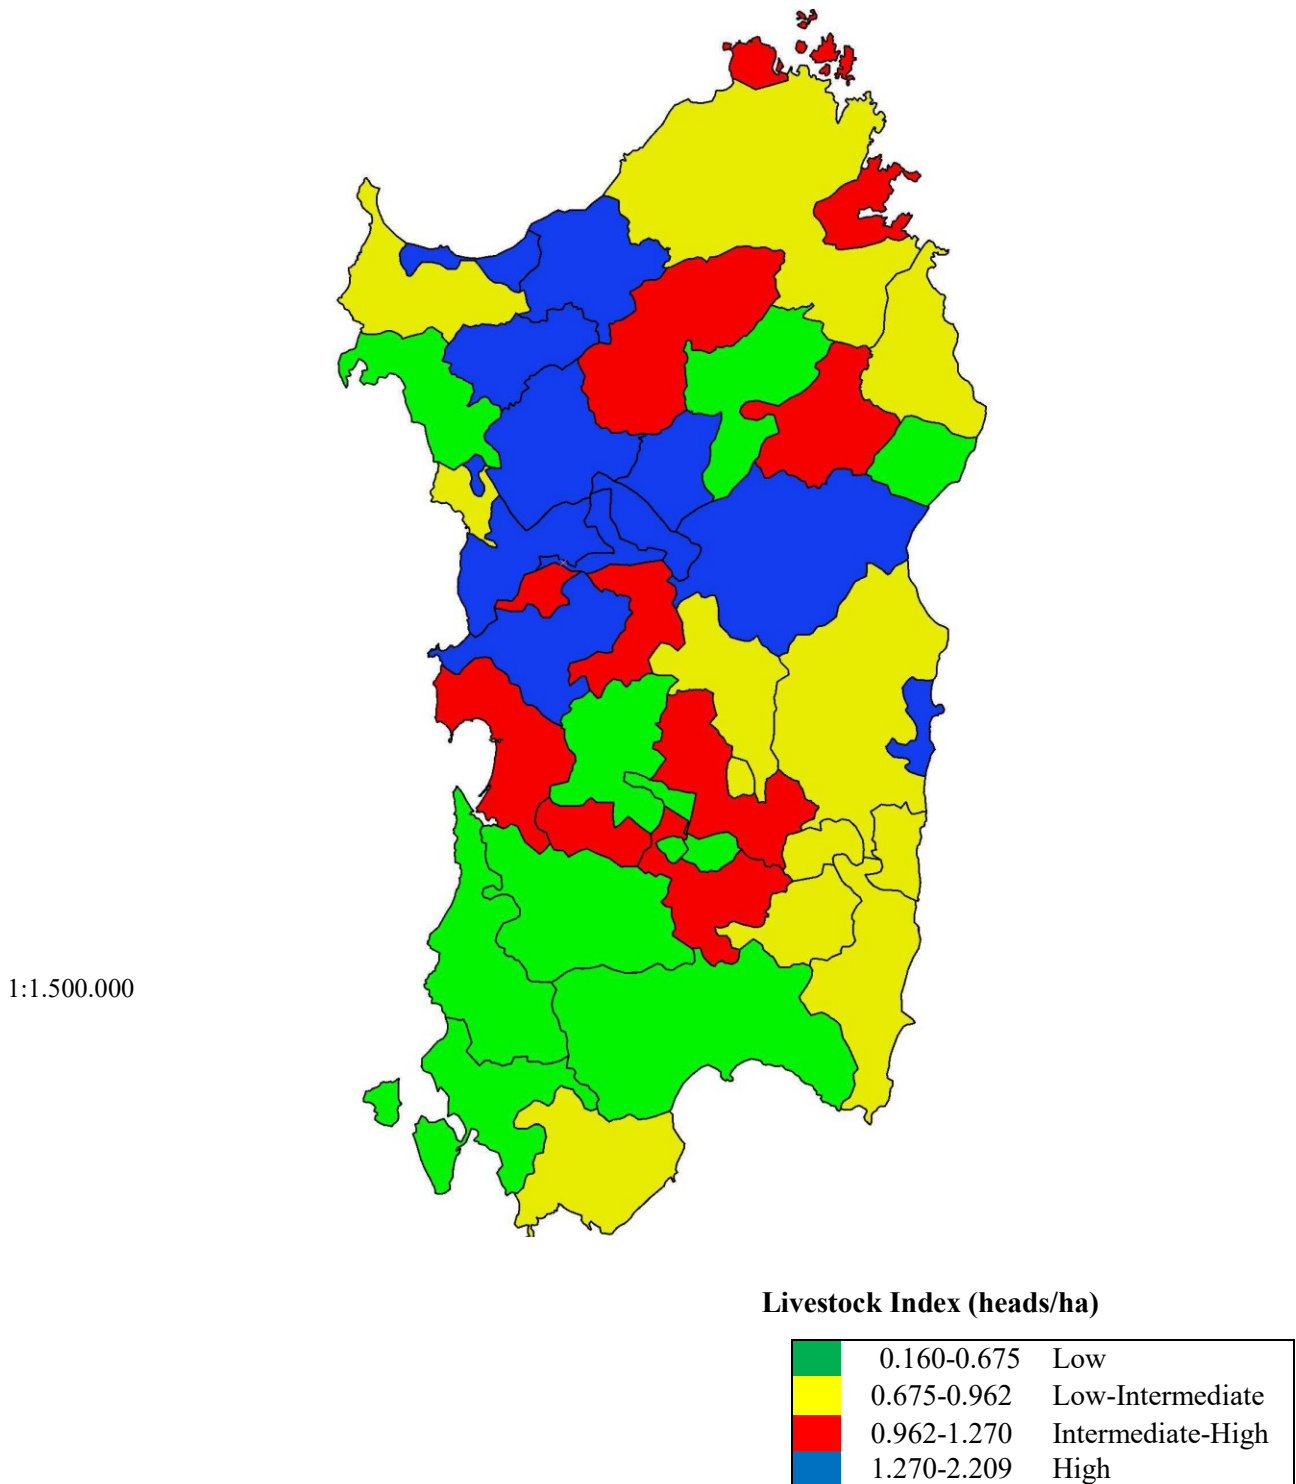 1:1.500.000
Livestock Index (heads/ha)
0.160-0.675 Low
0.675-0.962 Low-Intermediate
0.962-1.270 Intermediate-High
1.270-2.209 High